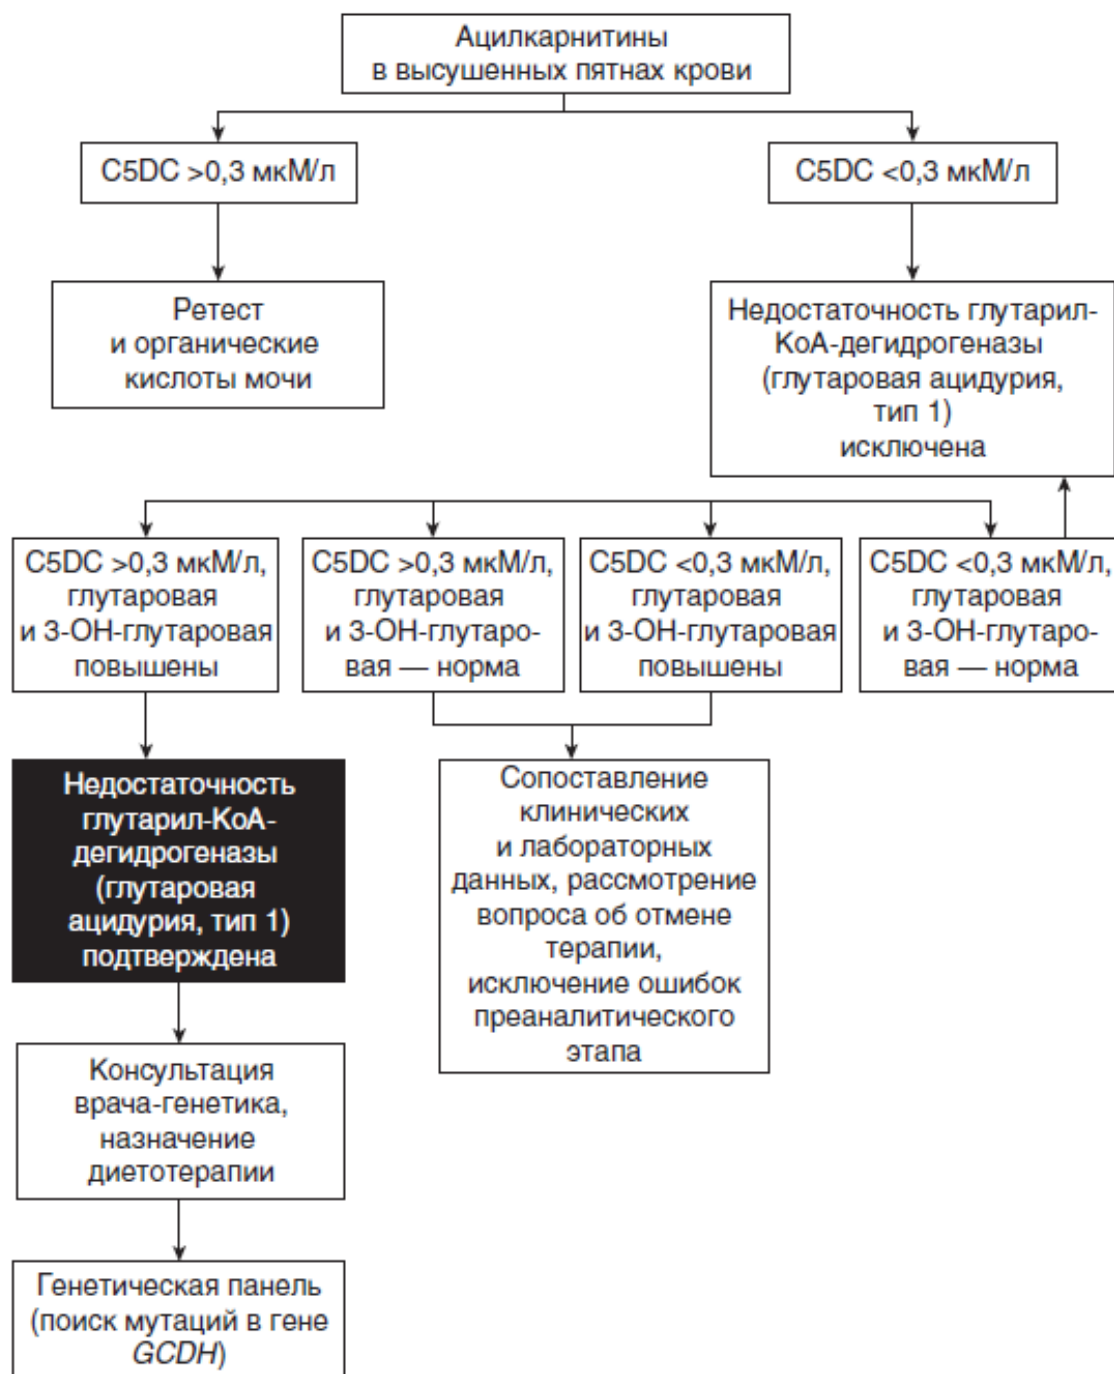 Ацилкарнитины
в высушенных пятнах крови
C5DC >0,3 мкМ/л
C5DC <0,3 мкМ/л
Ретест
и органические
кислоты мочи
Недостаточность глутарил-
КоА-дегидрогеназы
(глутаровая ацидурия,
тип 1)
исключена
C5DC >0,3 мкМ/л,
глутаровая
и 3-ОН-глутаровая
повышены
C5DC >0,3 мкМ/л,
глутаровая
и 3-ОН-глутаро-
вая — норма
C5DC <0,3 мкМ/л,
глутаровая
и 3-ОН-глутаровая
повышены
C5DC <0,3 мкМ/л,
глутаровая
и 3-ОН-глутаро-
вая — норма
Недостаточность
глутарил-КоА-
дегидрогеназы
(глутаровая
ацидурия, тип 1)
подтверждена
Сопоставление
клинических
и лабораторных
данных, рассмотрение
вопроса об отмене
терапии,
исключение ошибок
преаналитического
этапа
Консультация
врача-генетика,
назначение
диетотерапии
Генетическая панель
(поиск мутаций в гене
GCDH)